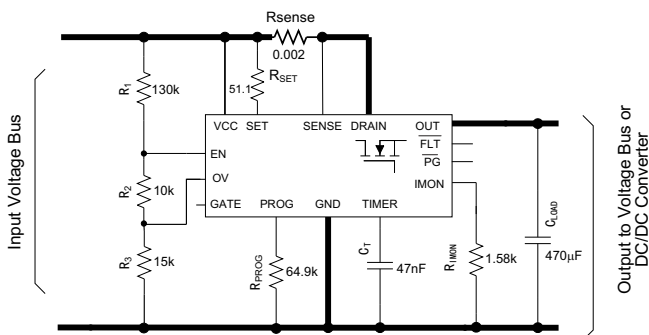 Rsense
0.002
R1
130k
51.1
RSET
VCC
SET
SENSE
DRAIN
OUT
FLT
PG
IMON
EN
OV
GATE
PROG
GND
TIMER
R2
10k
R3
15k
RPROG
64.9k
CT
47nF
RIMON
1.58k
CLOAD
470µF
Input Voltage Bus
Output to Voltage Bus or
DC/DC Converter